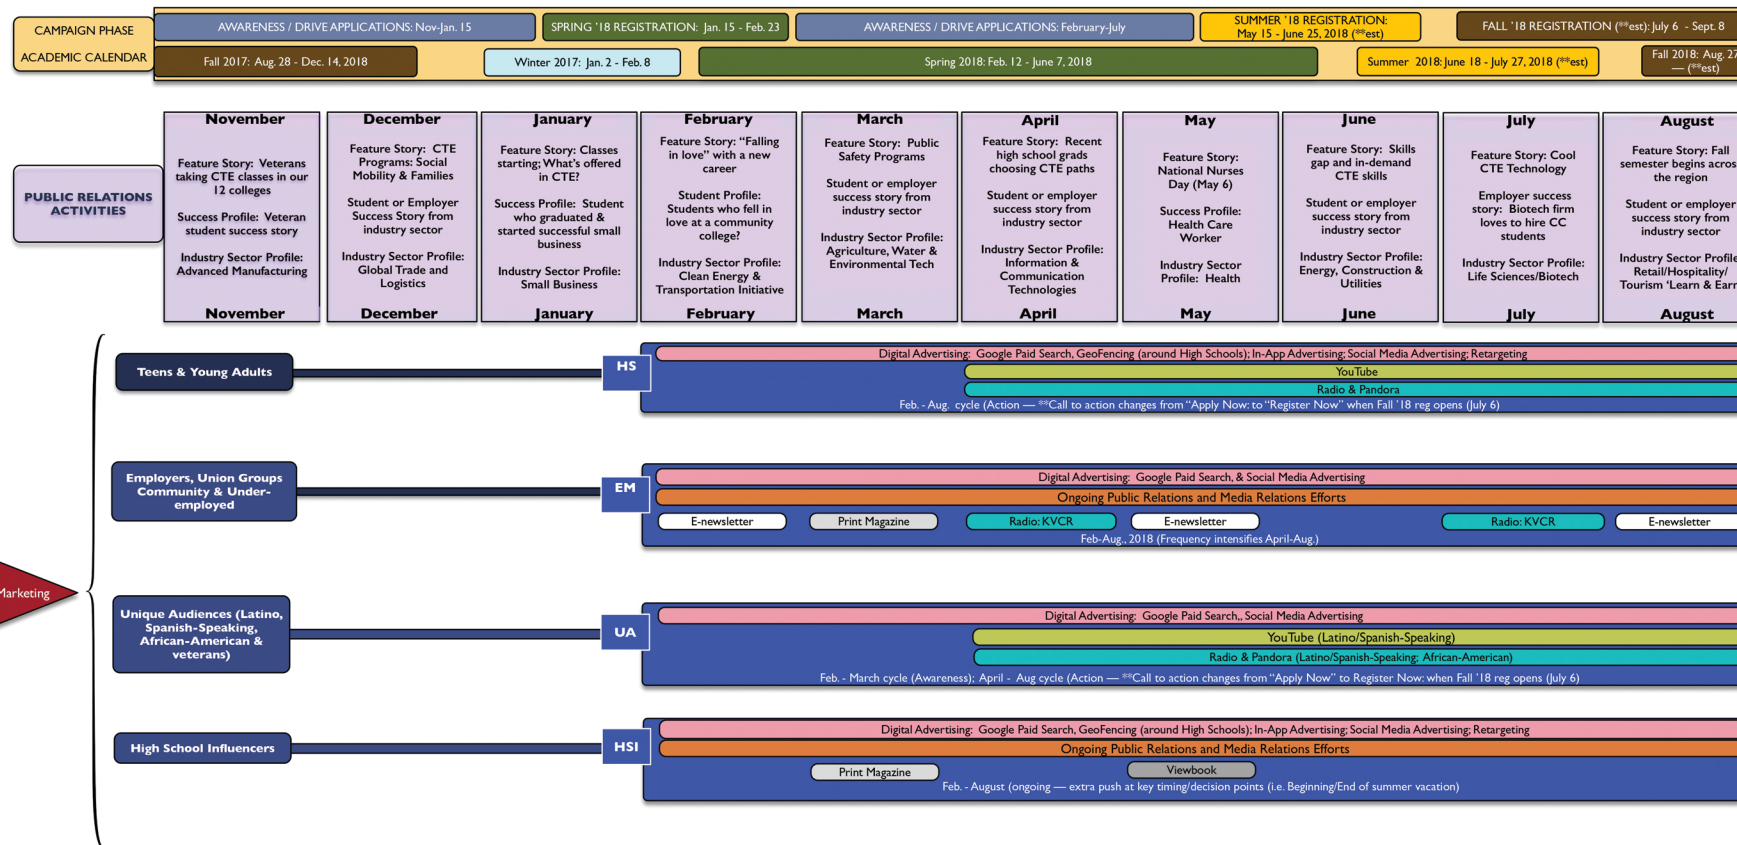 CAMPAIGN PHASE
AWARENESS / DRIVE APPLICATIONS: Nov-Jan. 15
SPRING '18 REGISTRATION: Jan. 15 - Feb. 23
AWARENESS / DRIVE APPLICATIONS: February-July
SUMMER '18 REGISTRATION:
May 15 - June 25, 2018 (**est)
FALL '18 REGISTRATION (**est): July 6 - Sept. 8
ACADEMIC CALENDAR
Fall 2017: Aug. 28 - Dec. 14, 2018
Winter 2017: Jan. 2 - Feb. 8
Spring 2018: Feb. 12 - June 7, 2018
Summer 2018: June 18 - July 27, 2018 (**est)
Fall 2018: Aug. 27
— (**est)
PUBLIC RELATIONS
ACTIVITIES
November
Feature Story: Veterans
taking CTE classes in our
12 colleges
Success Profile: Veteran
student success story
Industry Sector Profile:
Advanced Manufacturing
November
December
Feature Story: CTE
Programs: Social
Mobility & Families
Student or Employer
Success Story from
industry sector
Industry Sector Profile:
Global Trade and
Logistics
December
January
Feature Story: Classes
starting; What's offered
in CTE?
Success Profile: Student
who graduated &
started successful small
business
Industry Sector Profile:
Small Business
January
February
Feature Story: "Falling
in love" with a new
career
Student Profile:
Students who fell in
love at a community
college?
Industry Sector Profile:
Clean Energy &
Transportation Initiative
February
March
Feature Story: Public
Safety Programs
Student or employer
success story from
industry sector
Industry Sector Profile:
Agriculture, Water &
Environmental Tech
March
April
Feature Story: Recent
high school grads
choosing CTE paths
Student or employer
success story from
industry sector
Industry Sector Profile:
Information &
Communication
Technologies
April
May
Feature Story:
National Nurses
Day (May 6)
Success Profile:
Health Care
Worker
Industry Sector
Profile: Health
May
June
Feature Story: Skills
gap and in-demand
CTE skills
Student or employer
success story from
industry sector
Industry Sector Profile:
Energy, Construction &
Utilities
June
July
Feature Story: Cool
CTE Technology
Employer success
story: Biotech firm
loves to hire CC
students
Industry Sector Profile:
Life Sciences/Biotech
July
August
Feature Story: Fall
semester begins across
the region
Student or employer
success story from
industry sector
Industry Sector Profile
Retail/Hospitality/
Tourism 'Learn & Earn
August
Marketing
Teens & Young Adults
HS
Digital Advertising: Google Paid Search, GeoFencing (around High Schools); In-App Advertising; Social Media Advertising; Retargeting
YouTube
Radio & Pandora
Feb. - Aug. cycle (Action — **Call to action changes from "Apply Now: to "Register Now" when Fall '18 reg opens (July 6)
Employers, Union Groups
Community & Under-
employed
EM
Digital Advertising: Google Paid Search, & Social Media Advertising
Ongoing Public Relations and Media Relations Efforts
E-newsletter
Print Magazine
Radio: KVCR
E-newsletter
Radio: KVCR
E-newsletter
Feb-Aug., 2018 (Frequency intensifies April-Aug.)
Unique Audiences (Latino,
Spanish-Speaking,
African-American &
veterans)
UA
Digital Advertising: Google Paid Search,, Social Media Advertising
YouTube (Latino/Spanish-Speaking)
Radio & Pandora (Latino/Spanish-Speaking; African-American)
Feb. - March cycle (Awareness); April - Aug cycle (Action — **Call to action changes from "Apply Now" to Register Now: when Fall '18 reg opens (July 6)
High School Influencers
HSI
Digital Advertising: Google Paid Search, GeoFencing (around High Schools); In-App Advertising; Social Media Advertising; Retargeting
Ongoing Public Relations and Media Relations Efforts
Print Magazine
Viewbook
Feb. - August (ongoing — extra push at key timing/decision points (i.e. Beginning/End of summer vacation)